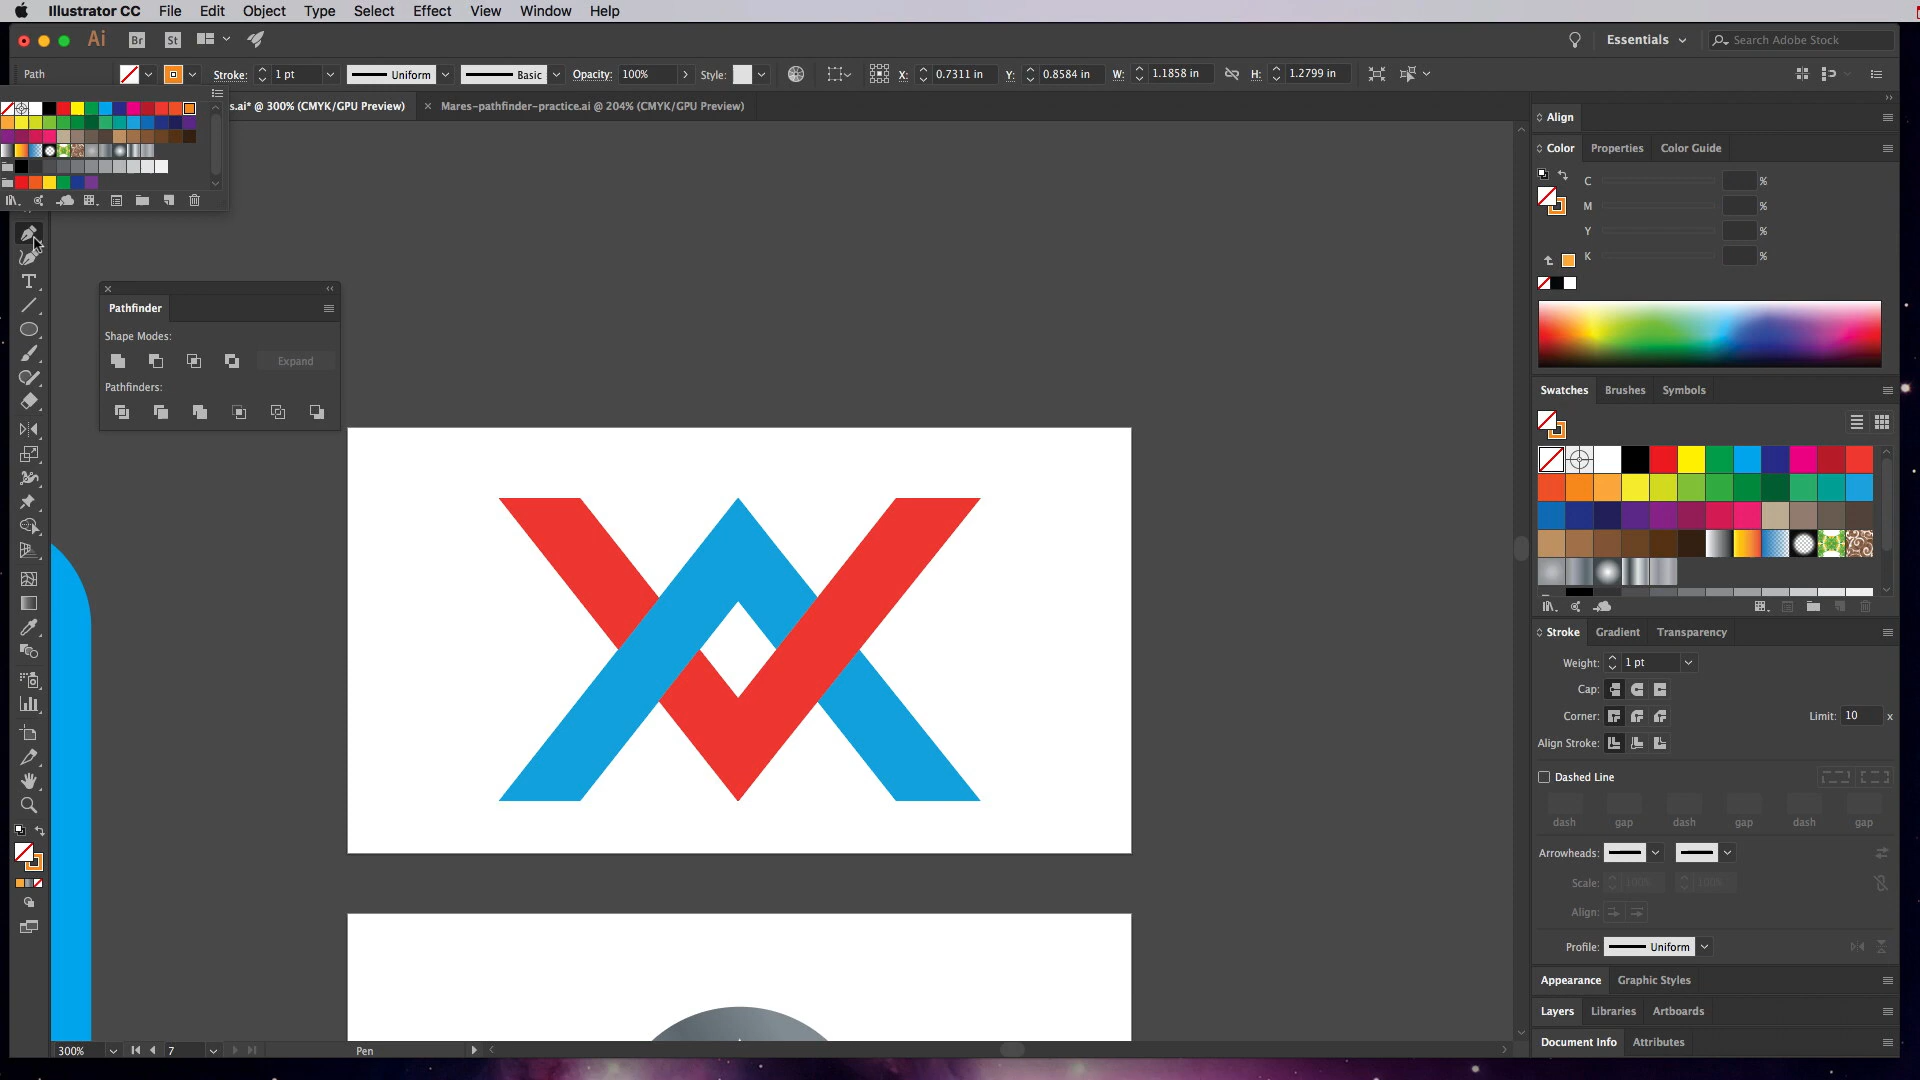 Illustrator CC File Edit Object Type Select Effect View Window Help
Ai Br St Essentials Search Adobe Stock
Path Stroke: 1 pt Uniform Basic Opacity: 100% Style: X: 0.7311 in Y: 0.8584 in W: 1.1858 in H: 1.2799 in
s.ai* @ 300% (CMYK/GPU Preview) × Mares-pathfinder-practice.ai @ 204% (CMYK/GPU Preview)
Align
Color Properties Color Guide
C %
M %
Y %
K %
Pathfinder
Shape Modes:
Expand
Pathfinders:
Swatches Brushes Symbols
Stroke Gradient Transparency
Weight: 1 pt
Cap:
Corner: Limit: 10 x
Align Stroke:
Dashed Line
dash gap dash gap dash gap
Arrowheads:
Scale: 100% 100%
Align:
Profile: Uniform
Appearance Graphic Styles
Layers Libraries Artboards
Document Info Attributes
300% 7 Pen